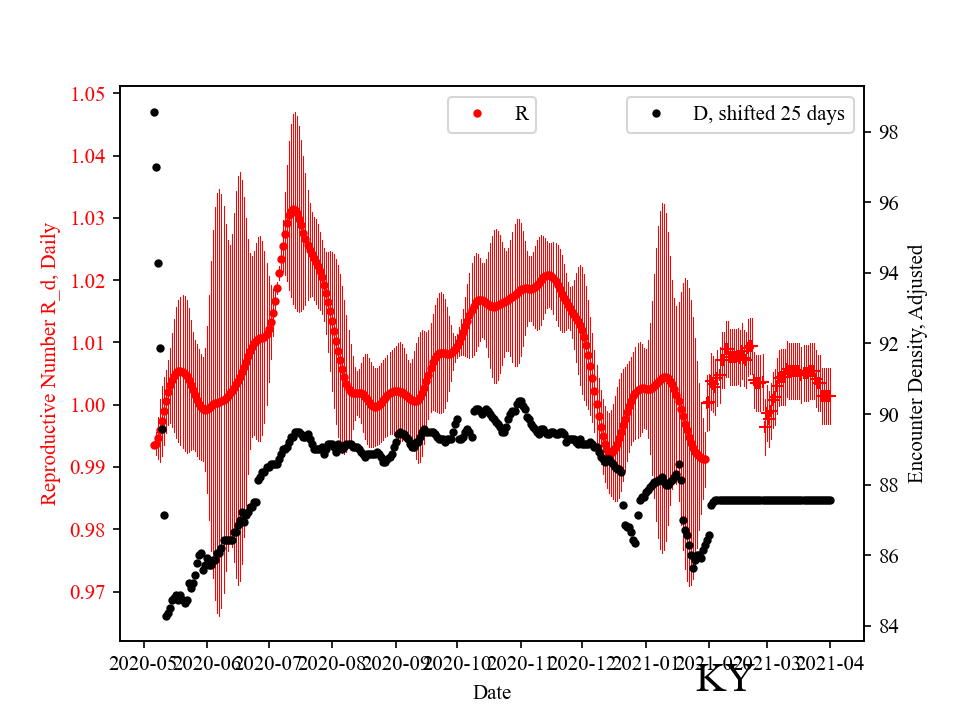 R
D, shifted 25 days
1.05
1.04
1.03
1.02
1.01
1.00
0.99
0.98
0.97
Reproductive Number R_d, Daily
98
96
94
92
90
88
86
84
Encounter Density, Adjusted
2020-05 2020-06 2020-07 2020-08 2020-09 2020-10 2020-11 2020-12 2021-01 2021-02 2021-03 2021-04
Date
KY